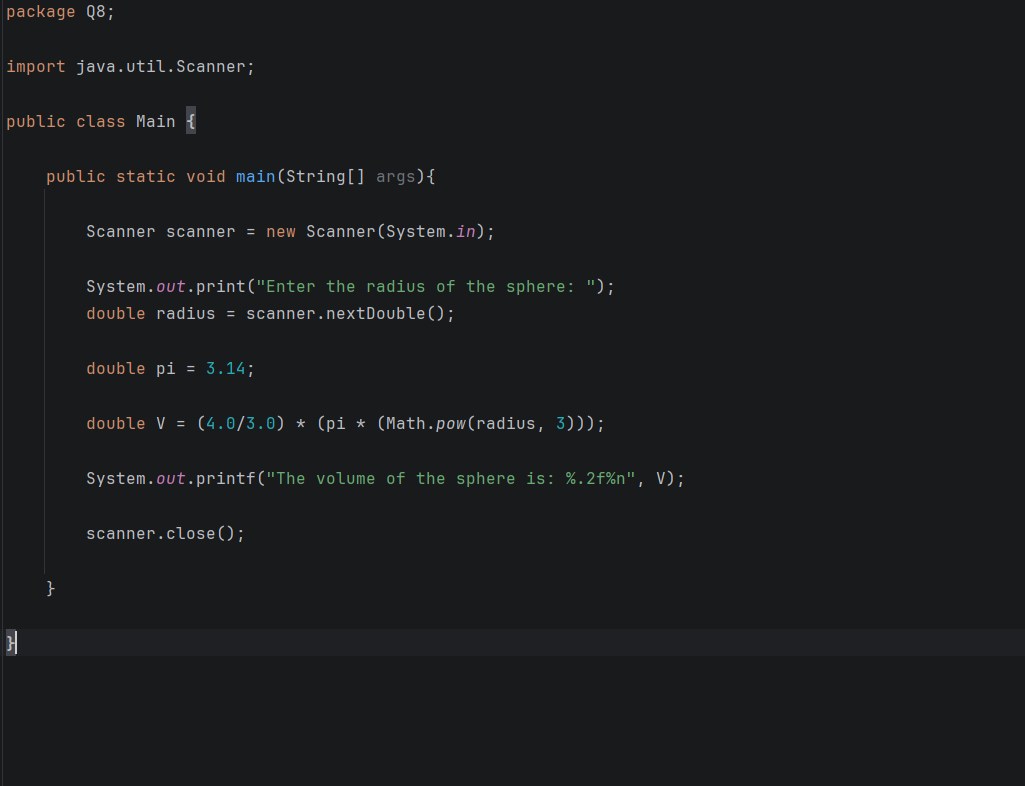 package Q8;
import java.util.Scanner;
public class Main {
    public static void main(String[] args){
        Scanner scanner = new Scanner(System.in);
        System.out.print("Enter the radius of the sphere: ");
        double radius = scanner.nextDouble();
        double pi = 3.14;
        double V = (4.0/3.0) * (pi * (Math.pow(radius, 3)));
        System.out.printf("The volume of the sphere is: %.2f%n", V);
        scanner.close();
    }
}